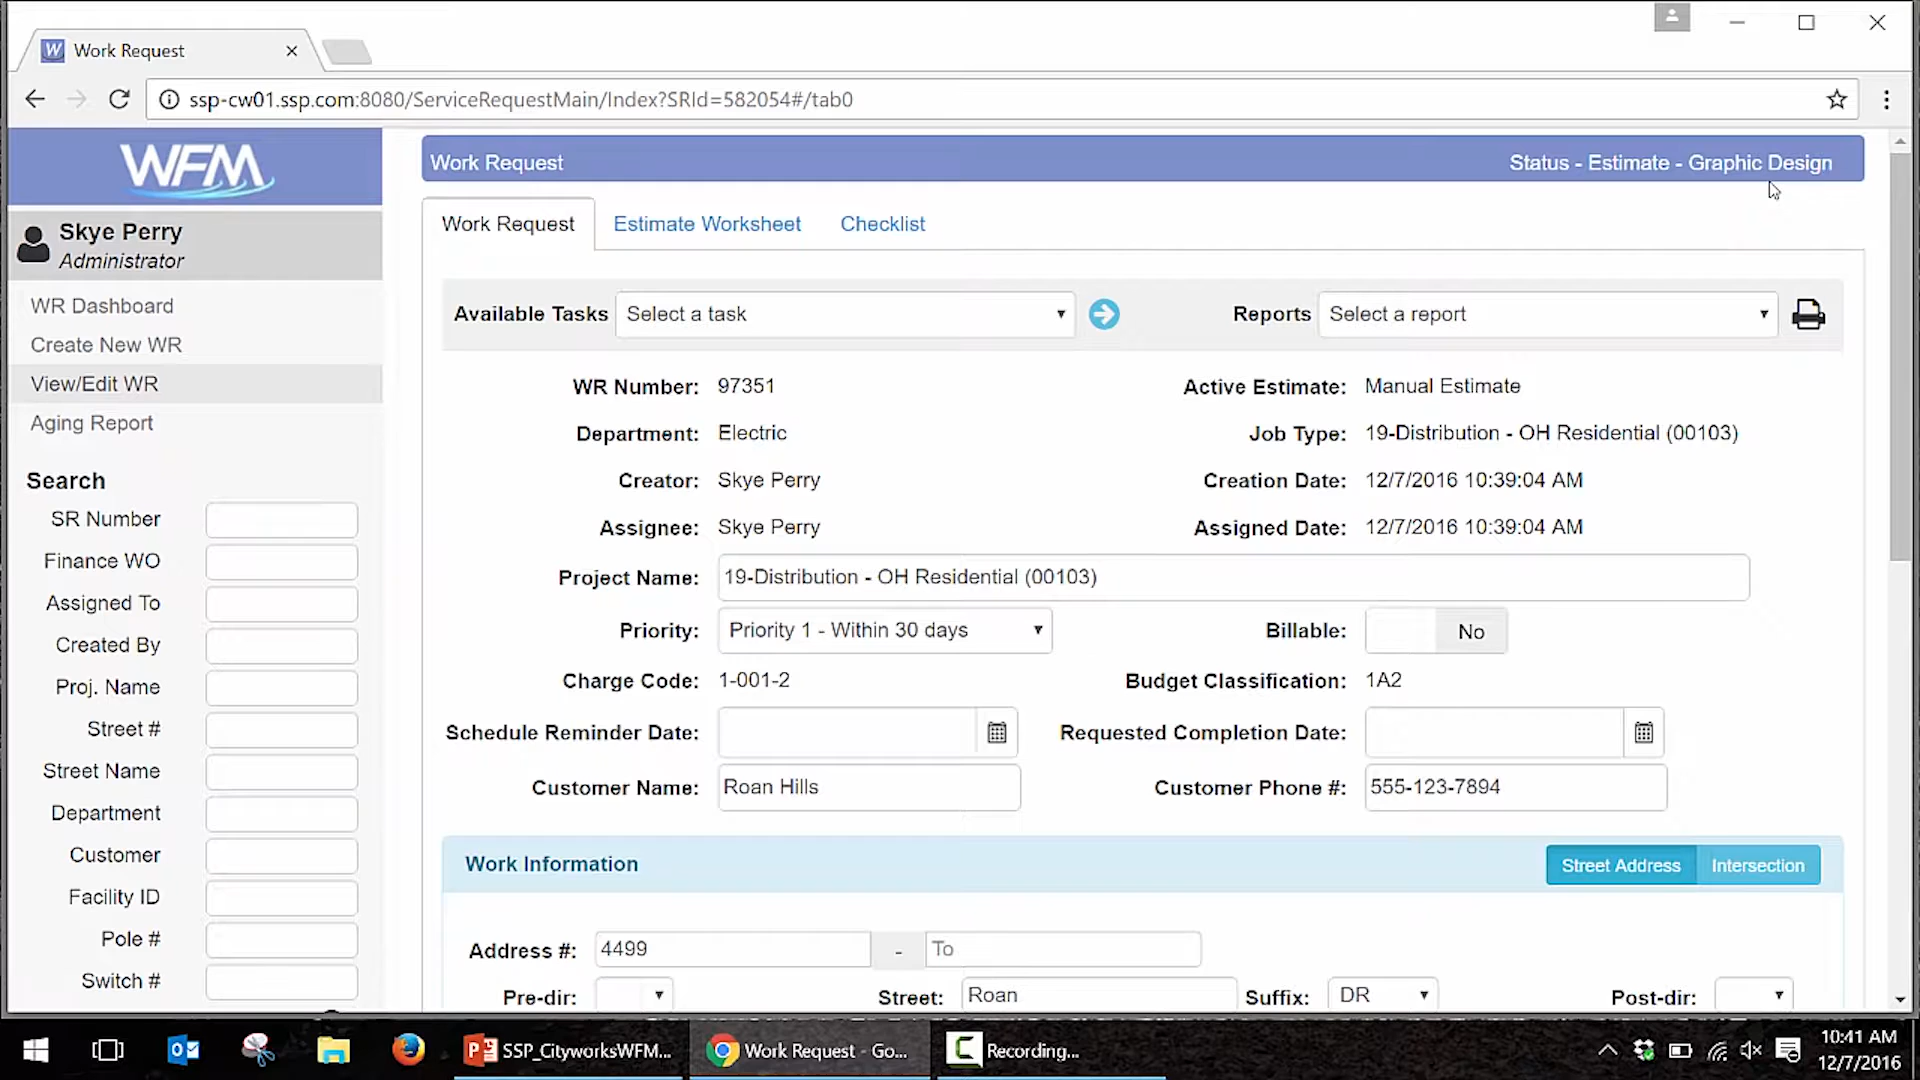 Work Request
ssp-cw01.ssp.com:8080/ServiceRequestMain/Index?SRId=582054#/tab0
WFM
Skye Perry
Administrator
WR Dashboard
Create New WR
View/Edit WR
Aging Report
Search
SR Number
Finance WO
Assigned To
Created By
Proj. Name
Street #
Street Name
Department
Customer
Facility ID
Pole #
Switch #
Work Request Status - Estimate - Graphic Design
Work Request Estimate Worksheet Checklist
Available Tasks Select a task Reports Select a report
WR Number: 97351 Active Estimate: Manual Estimate
Department: Electric Job Type: 19-Distribution - OH Residential (00103)
Creator: Skye Perry Creation Date: 12/7/2016 10:39:04 AM
Assignee: Skye Perry Assigned Date: 12/7/2016 10:39:04 AM
Project Name: 19-Distribution - OH Residential (00103)
Priority: Priority 1 - Within 30 days Billable: No
Charge Code: 1-001-2 Budget Classification: 1A2
Schedule Reminder Date: Requested Completion Date:
Customer Name: Roan Hills Customer Phone #: 555-123-7894
Work Information Street Address Intersection
Address #: 4499 - To
Pre-dir: Street: Roan Suffix: DR Post-dir:
SSP_CityworksWFM... Work Request - Go... Recording... 10:41 AM
12/7/2016